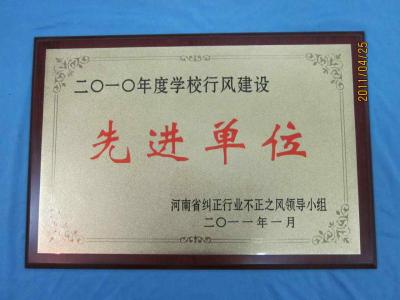 二〇一〇年度学校行风建设
先进单位
河南省纠正行业不正之风领导小组
二〇一一年一月
2011/04/25